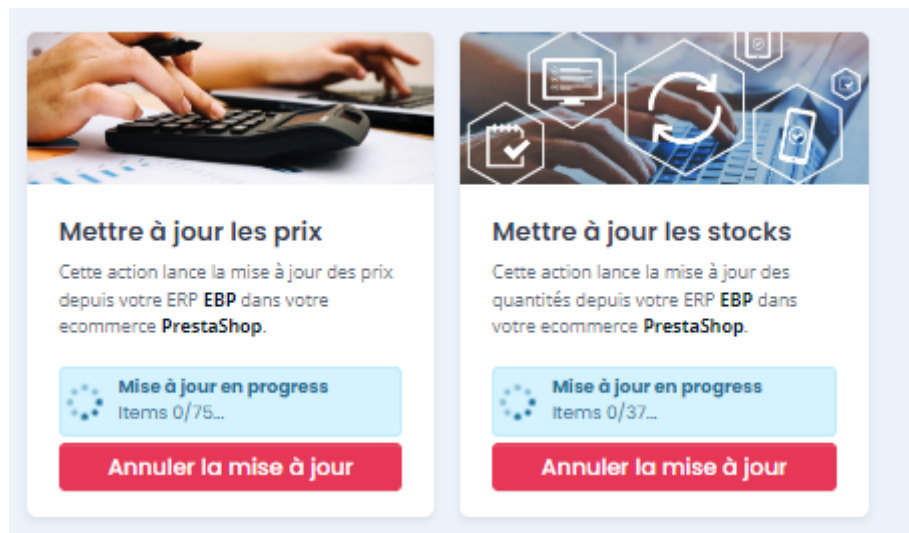 Mettre à jour les prix
Cette action lance la mise à jour des prix
depuis votre ERP EBP dans votre
ecommerce PrestaShop.
Mise à jour en progress
Items 0/75...
Annuler la mise à jour
Mettre à jour les stocks
Cette action lance la mise à jour des
quantités depuis votre ERP EBP dans
votre ecommerce PrestaShop.
Mise à jour en progress
Items 0/37...
Annuler la mise à jour